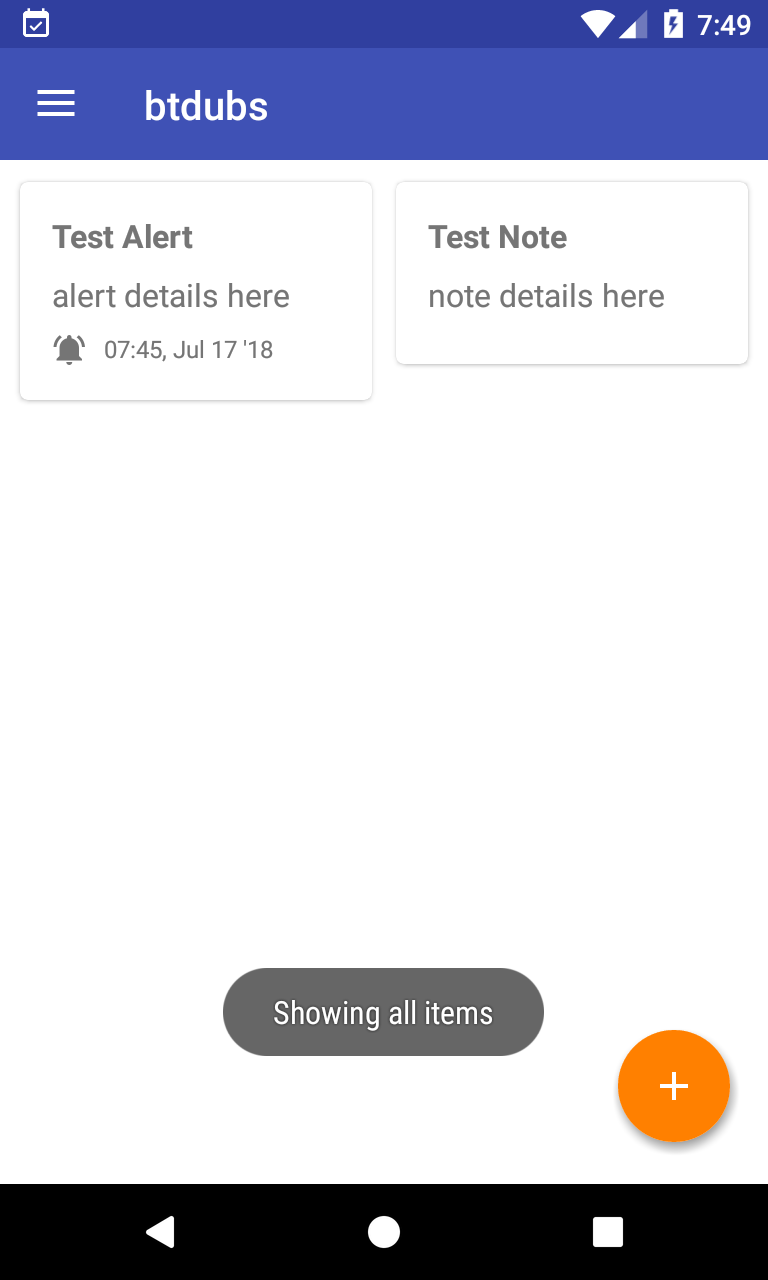 7:49
btdubs
Test Alert
alert details here
07:45, Jul 17 '18
Test Note
note details here
Showing all items